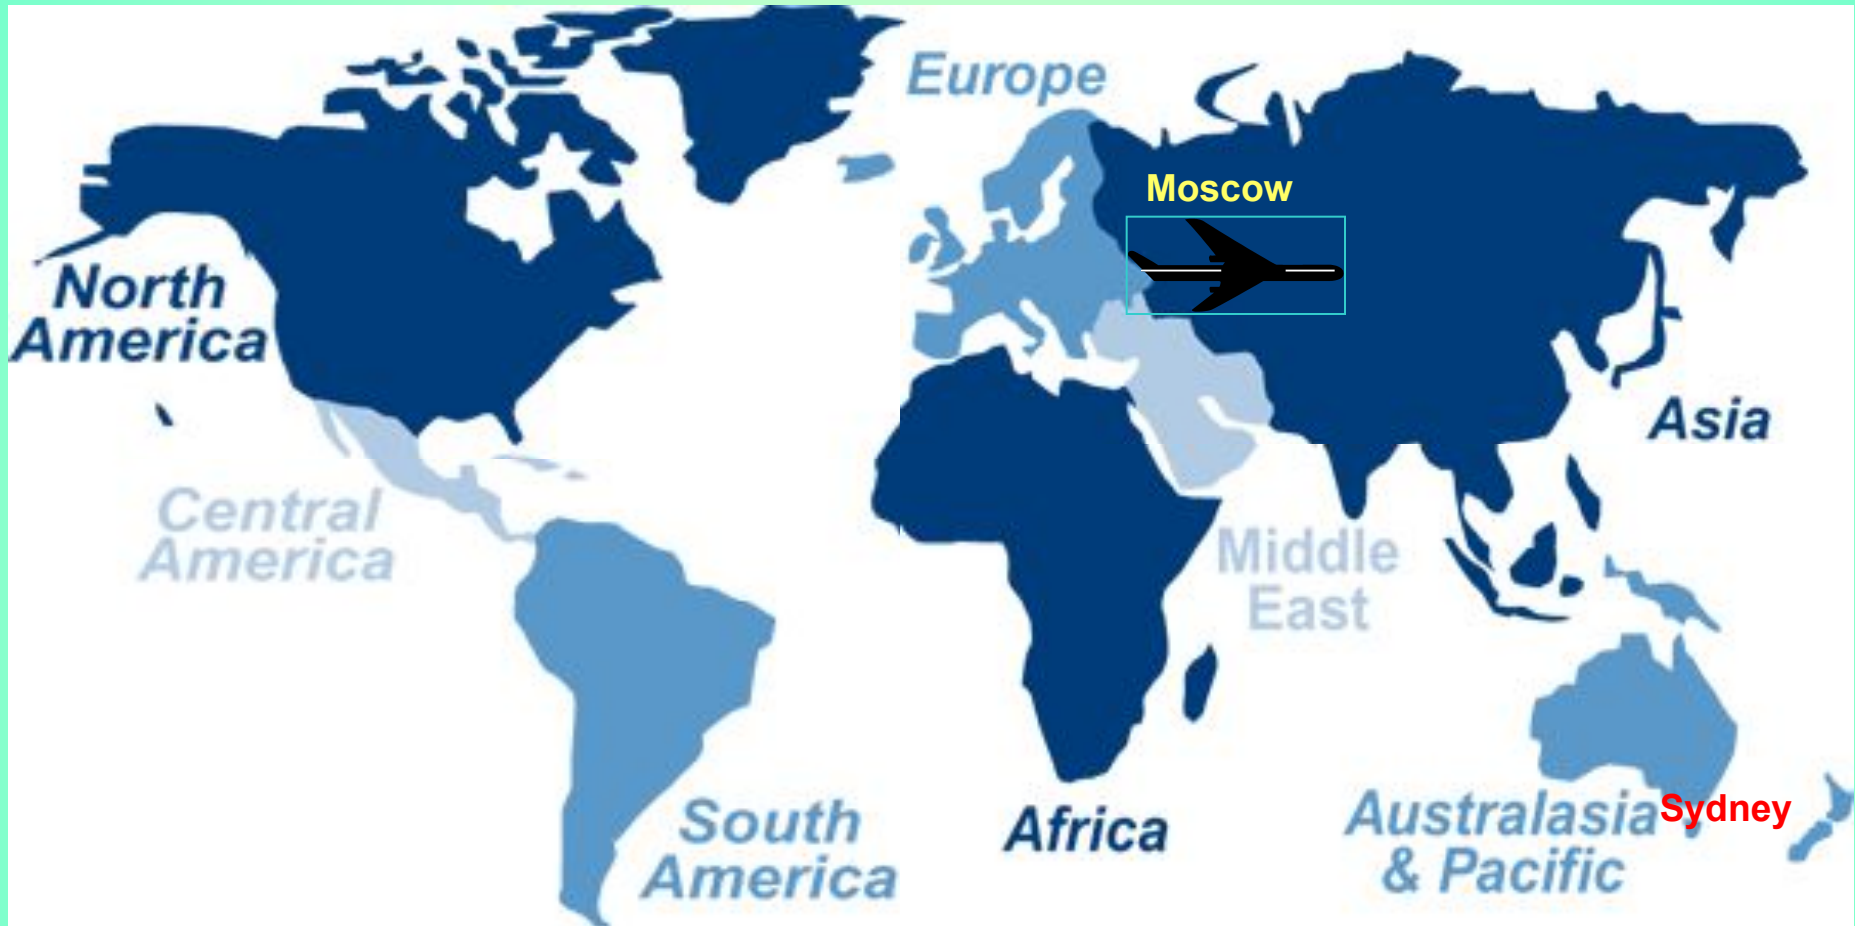 Europe
Moscow
North
America
Asia
Central
America
Middle
East
South
America
Africa
Australasia
& Pacific
Sydney